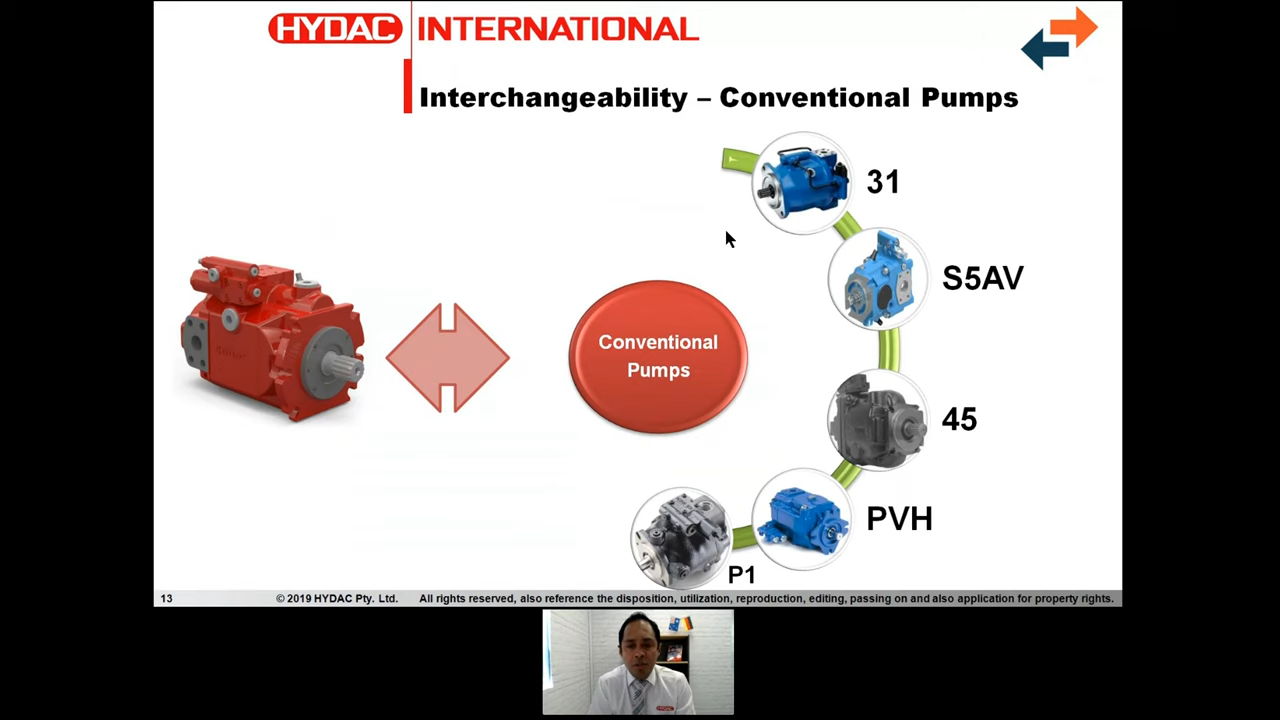 HYDAC INTERNATIONAL
Interchangeability – Conventional Pumps
31
S5AV
Conventional
Pumps
45
PVH
P1
13 © 2019 HYDAC Pty. Ltd. All rights reserved, also reference the disposition, utilization, reproduction, editing, passing on and also application for property rights.
HYDAC